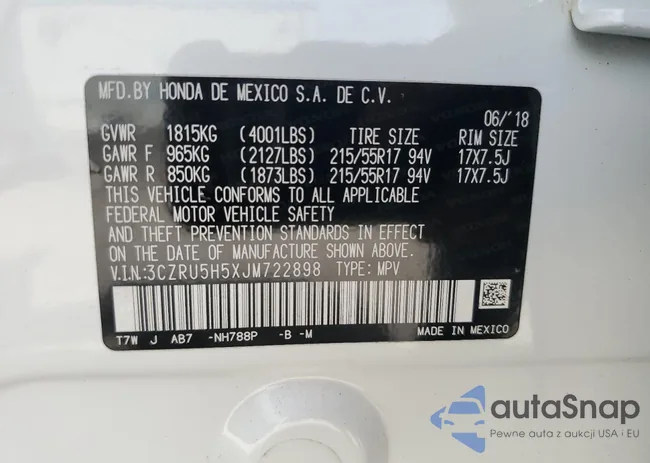 MFD.BY HONDA DE MEXICO S.A. DE C.V.
06/'18
GVWR 1815KG (4001LBS) TIRE SIZE RIM SIZE
GAWR F 965KG (2127LBS) 215/55R17 94V 17X7.5J
GAWR R 850KG (1873LBS) 215/55R17 94V 17X7.5J
THIS VEHICLE CONFORMS TO ALL APPLICABLE
FEDERAL MOTOR VEHICLE SAFETY
AND THEFT PREVENTION STANDARDS IN EFFECT
ON THE DATE OF MANUFACTURE SHOWN ABOVE.
V.I.N.:3CZRU5H5XJM722898 TYPE: MPV
T7W J AB7 -NH788P -B -M MADE IN MEXICO
autaSnap
Pewne auta z aukcji USA i EU